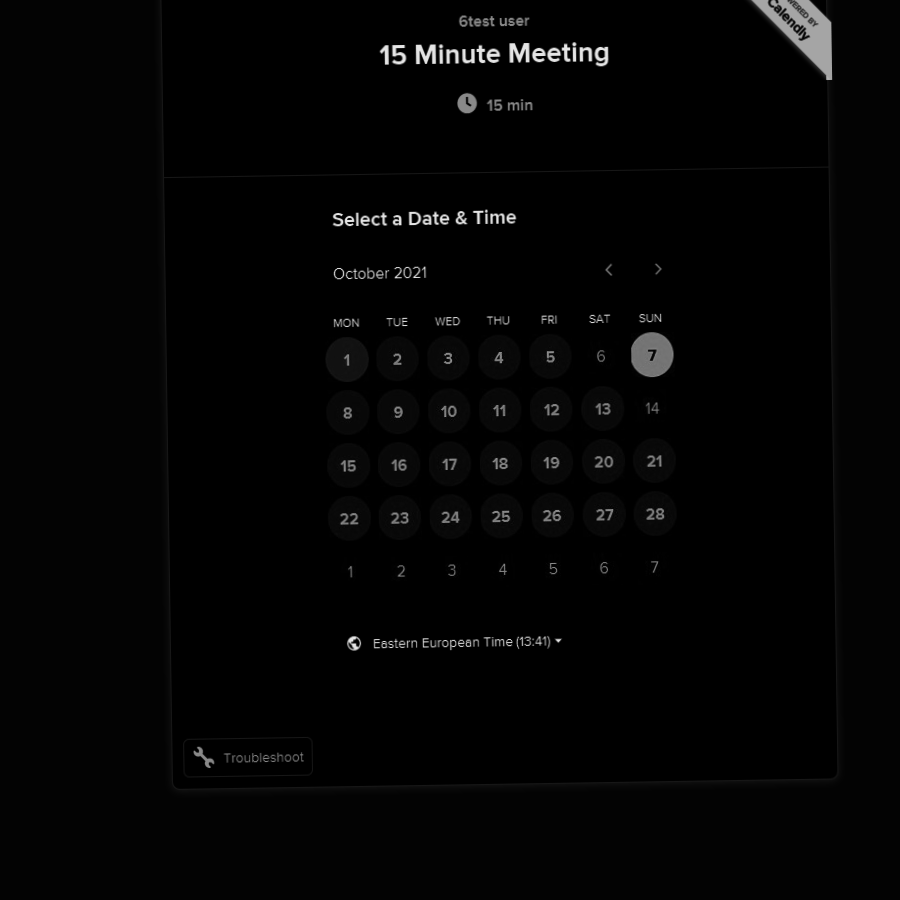 6test user
15 Minute Meeting
15 min
POWERED BY
Calendly
Select a Date & Time
October 2021
MON TUE WED THU FRI SAT SUN
1 2 3 4 5 6 7
8 9 10 11 12 13 14
15 16 17 18 19 20 21
22 23 24 25 26 27 28
1 2 3 4 5 6 7
Eastern European Time (13:41)
Troubleshoot